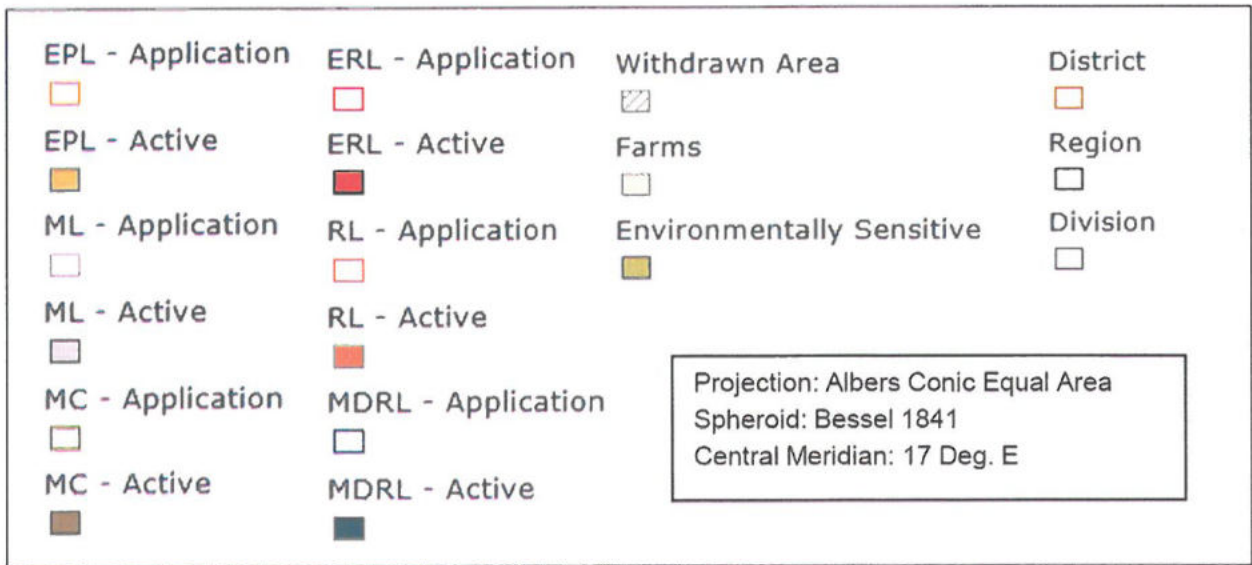 EPL - Application
EPL - Active
ML - Application
ML - Active
MC - Application
MC - Active
ERL - Application
ERL - Active
RL - Application
RL - Active
MDRL - Application
MDRL - Active
Withdrawn Area
Farms
Environmentally Sensitive
District
Region
Division
Projection: Albers Conic Equal Area
Spheroid: Bessel 1841
Central Meridian: 17 Deg. E